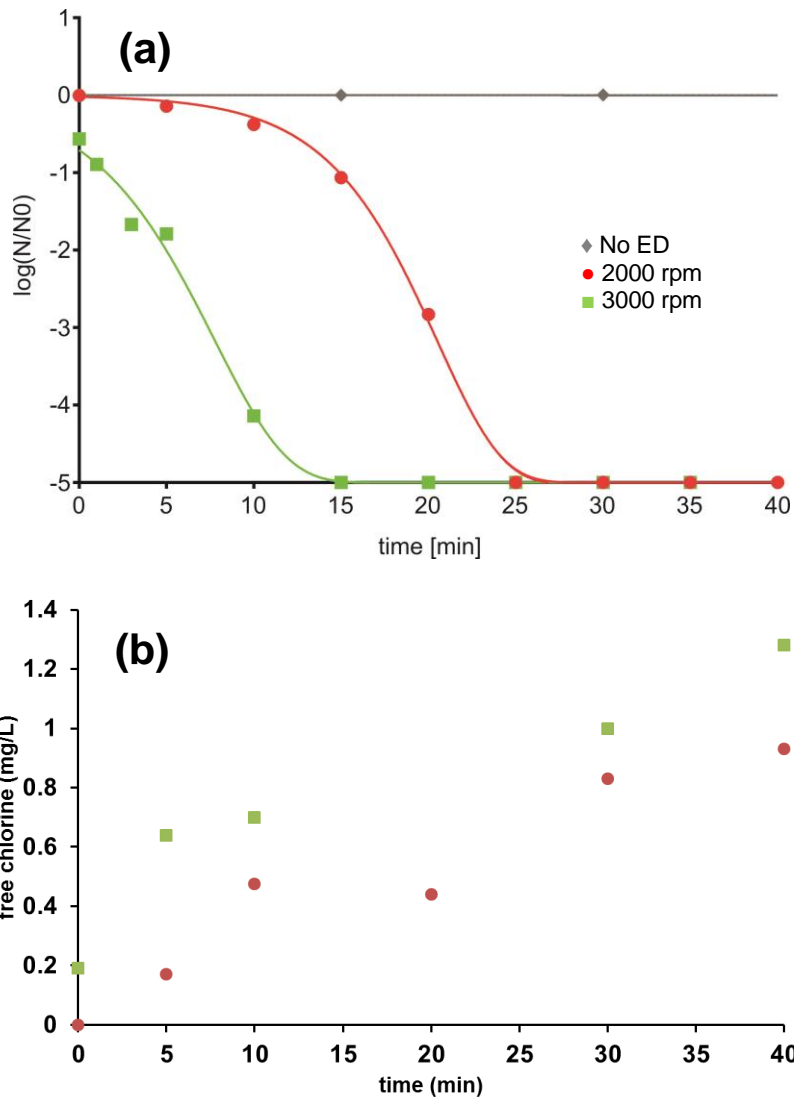 (a)
1
0
-1
-2
-3
-4
-5
log(N/N0)
No ED
2000 rpm
3000 rpm
0 5 10 15 20 25 30 35 40
time [min]
(b)
1.4
1.2
1
0.8
0.6
0.4
0.2
0
free chlorine (mg/L)
0 5 10 15 20 25 30 35 40
time (min)